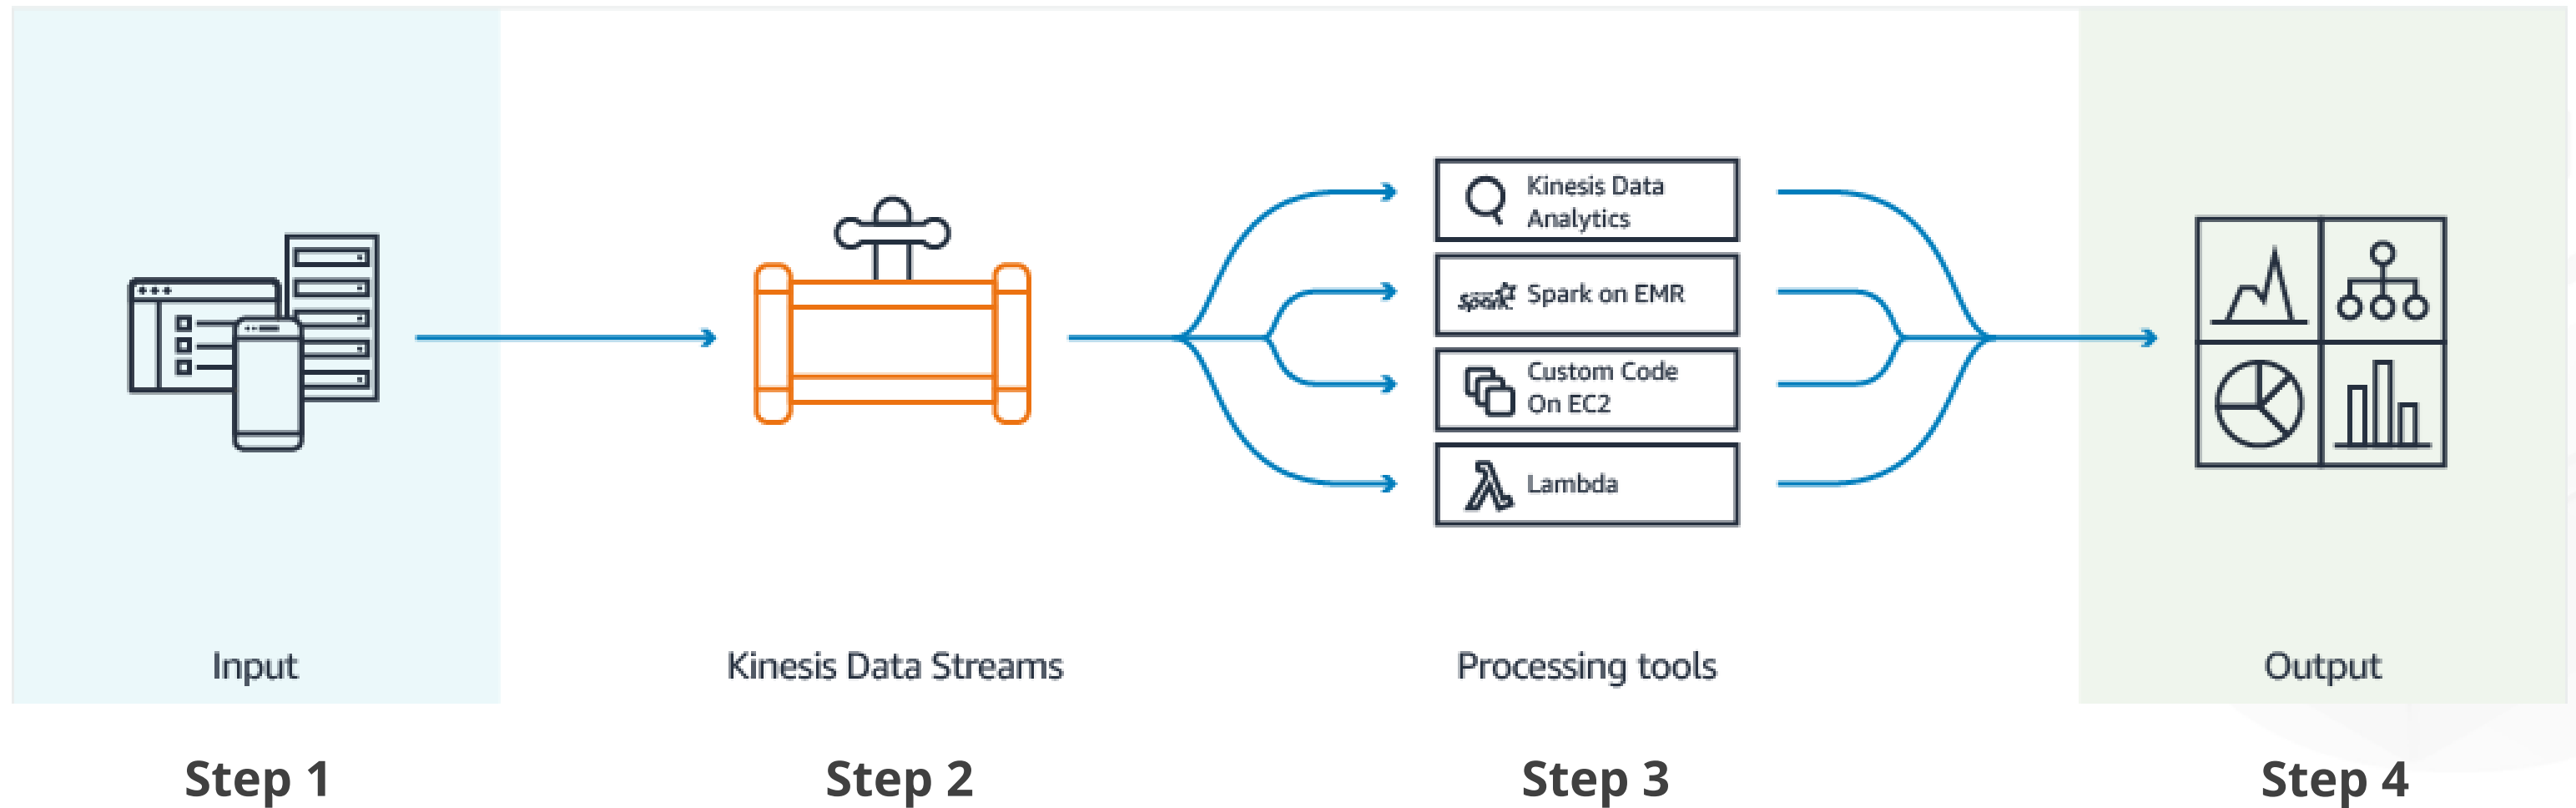 Kinesis Data
Analytics
Spark
Spark on EMR
Custom Code
On EC2
Lambda
Input
Kinesis Data Streams
Processing tools
Output
Step 1
Step 2
Step 3
Step 4